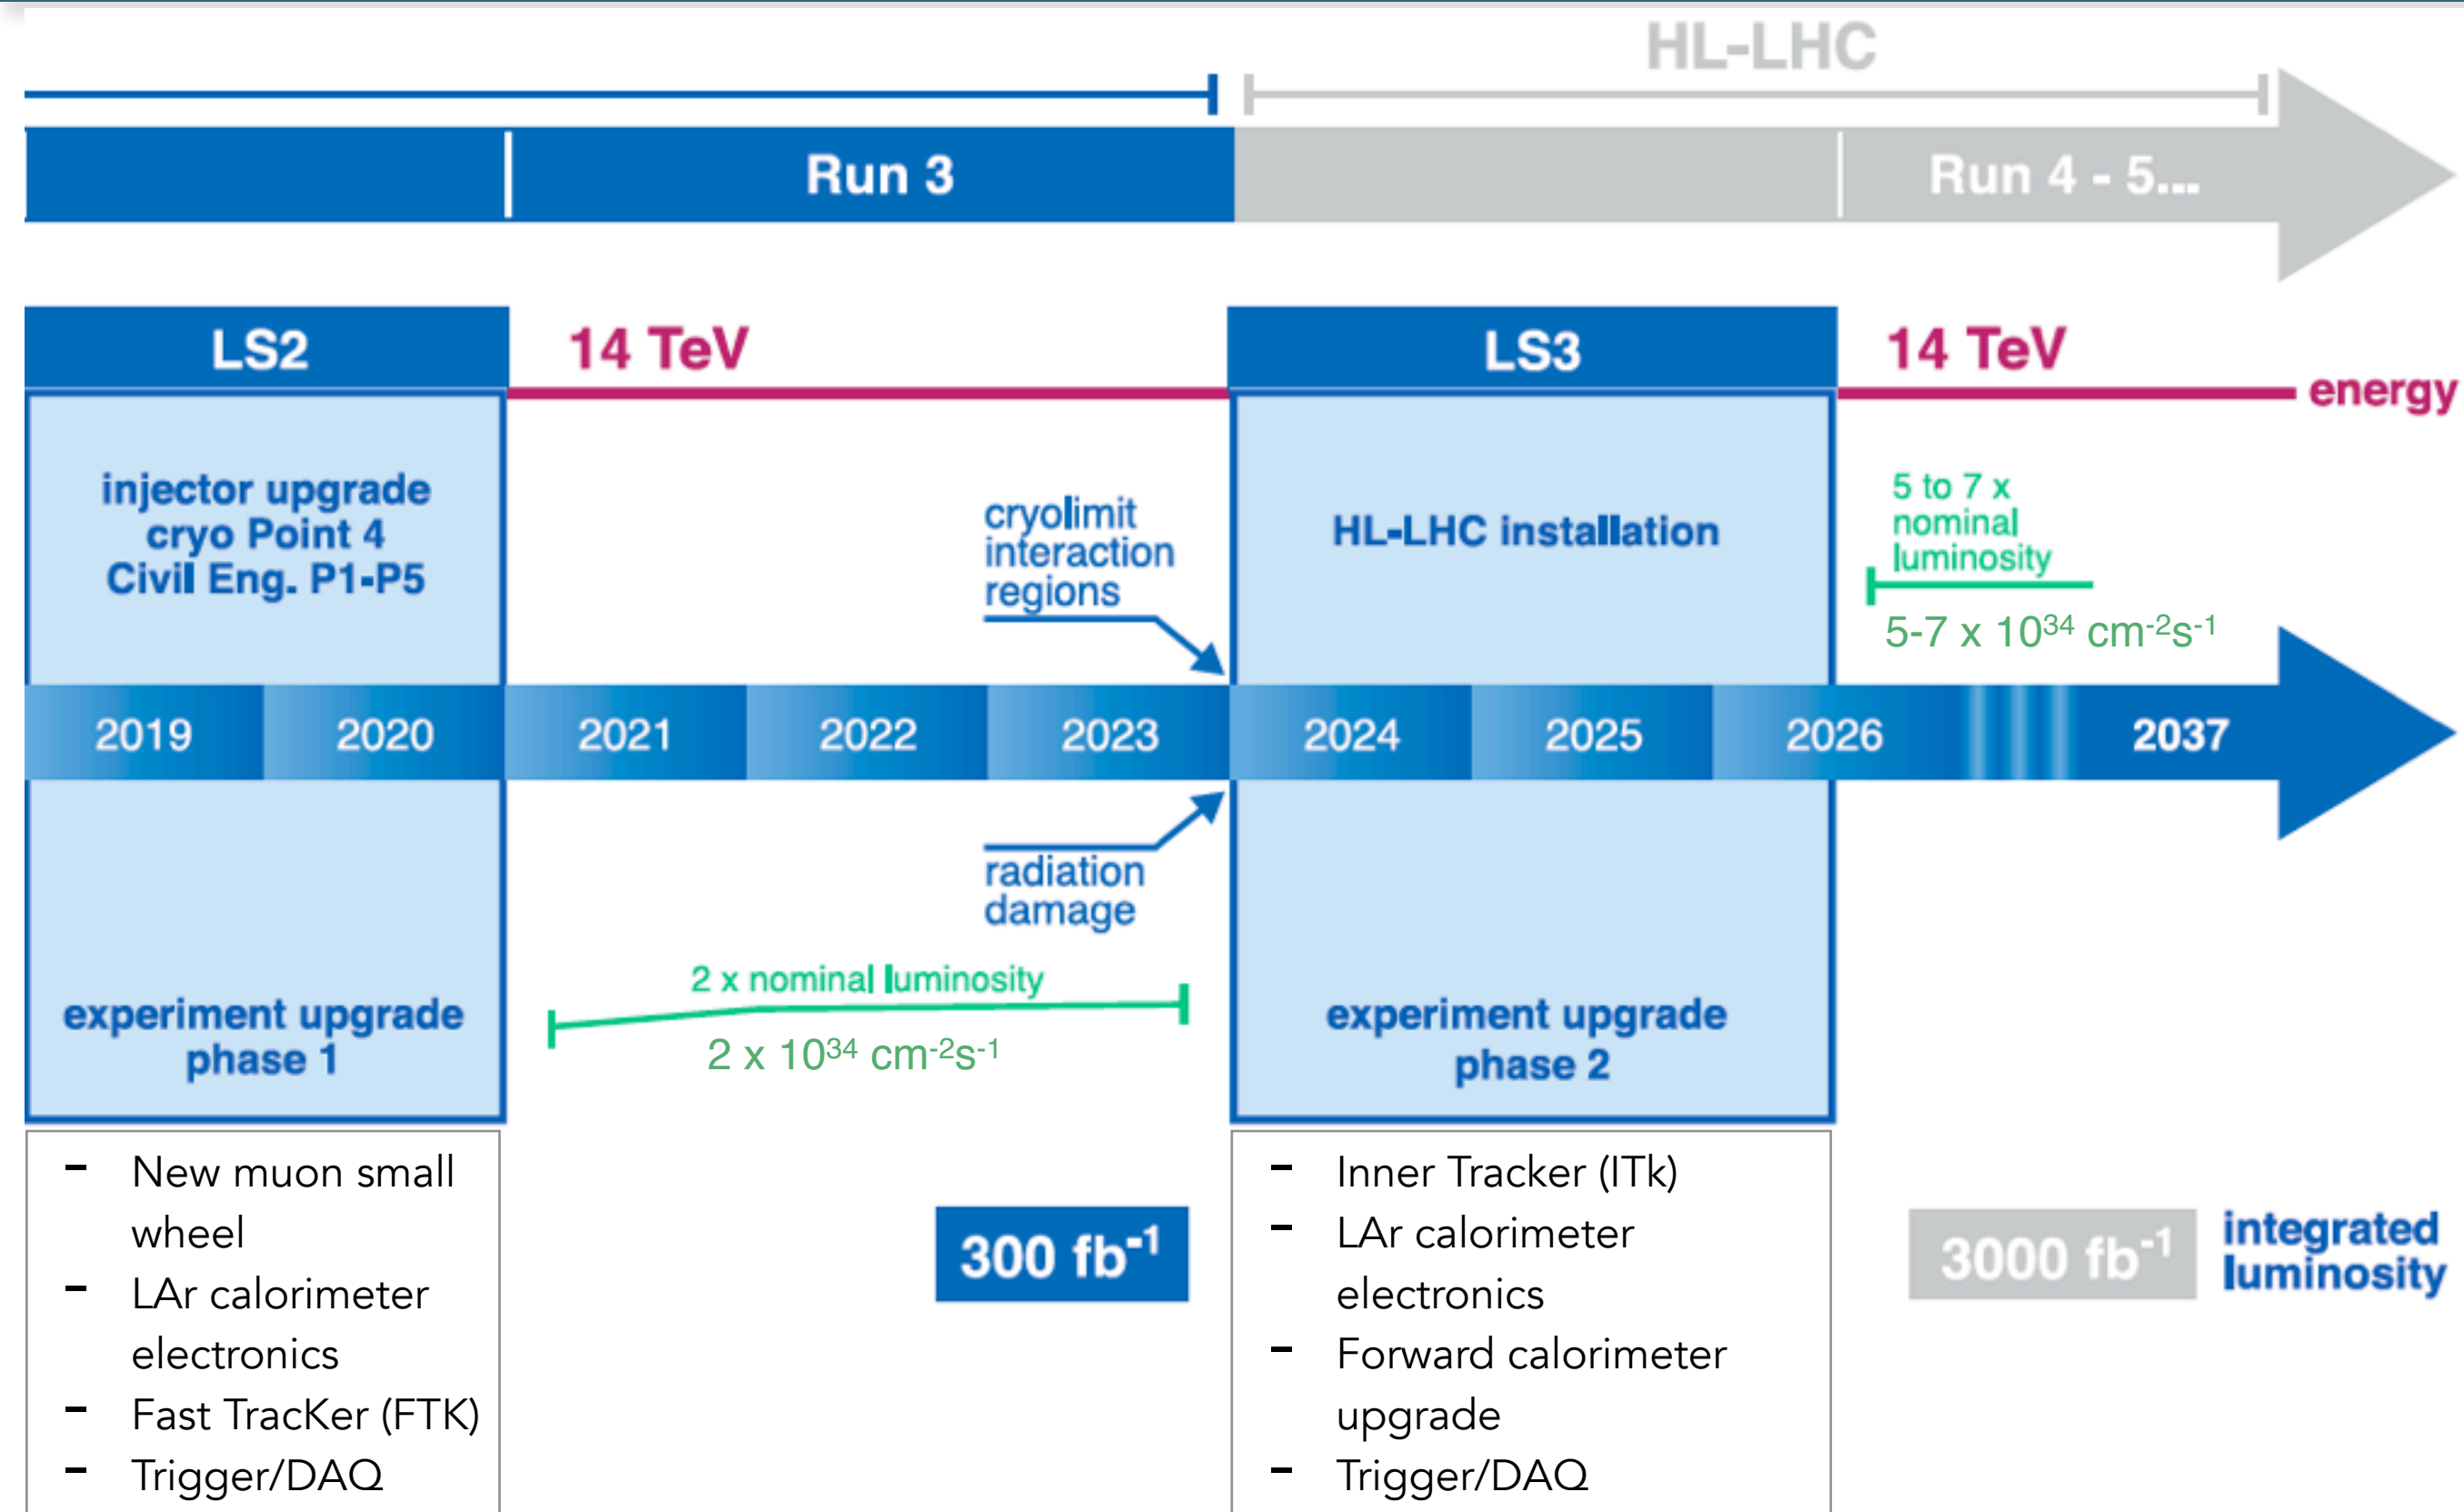 HL-LHC
Run 3
Run 4 - 5...
LS2
14 TeV
LS3
14 TeV
energy
injector upgrade
cryo Point 4
Civil Eng. P1-P5
cryolimit
interaction
regions
HL-LHC installation
5 to 7 x
nominal
luminosity
5-7 x 10³⁴ cm⁻²s⁻¹
2019
2020
2021
2022
2023
2024
2025
2026
2037
radiation
damage
experiment upgrade
phase 1
2 x nominal luminosity
2 x 10³⁴ cm⁻²s⁻¹
experiment upgrade
phase 2
- New muon small
wheel
- LAr calorimeter
electronics
- Fast TracKer (FTK)
- Trigger/DAQ
300 fb⁻¹
- Inner Tracker (ITk)
- LAr calorimeter
electronics
- Forward calorimeter
upgrade
- Trigger/DAQ
3000 fb⁻¹
integrated
luminosity